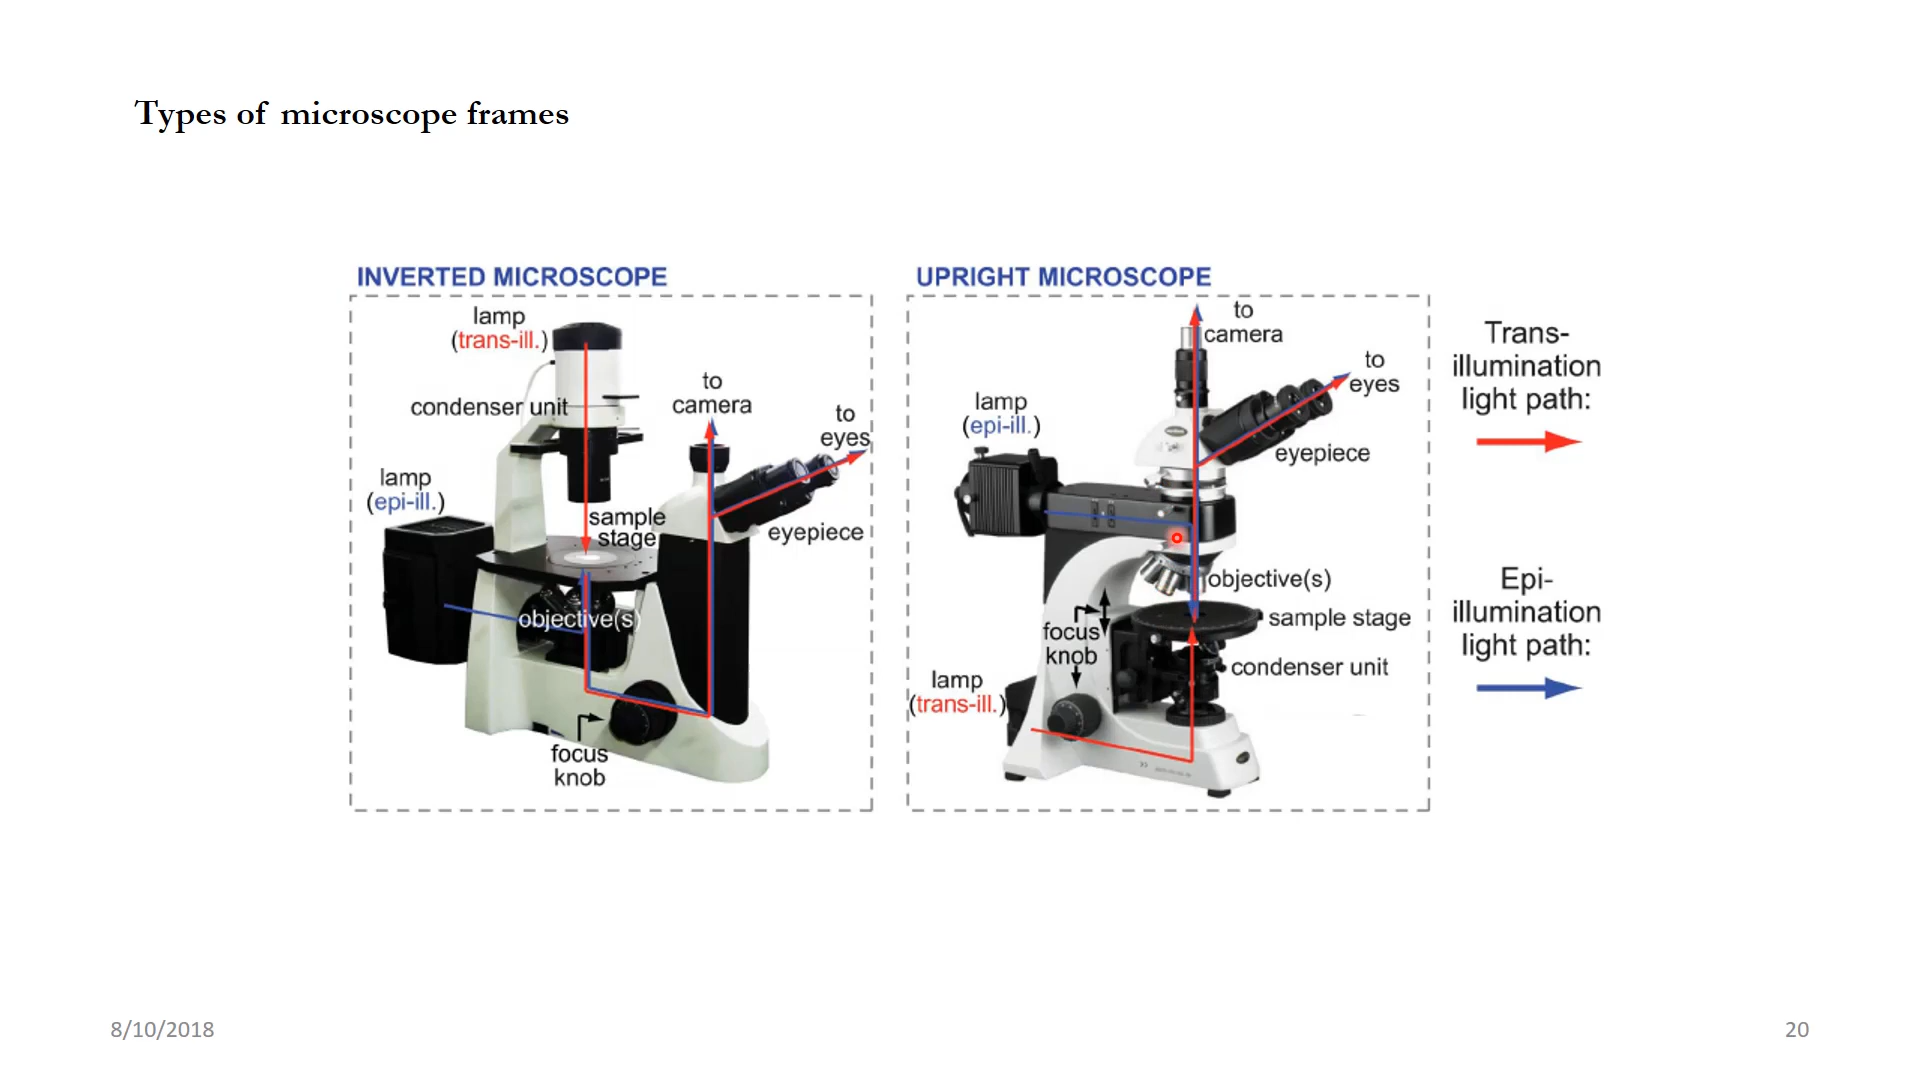 Types of microscope frames
INVERTED MICROSCOPE
lamp
(trans-ill.)
condenser unit
to
camera
to
eyes
lamp
(epi-ill.)
sample
stage
eyepiece
objective(s)
focus
knob
UPRIGHT MICROSCOPE
to
camera
to
eyes
lamp
(epi-ill.)
eyepiece
objective(s)
sample stage
focus
knob
condenser unit
lamp
(trans-ill.)
Trans-
illumination
light path:
Epi-
illumination
light path:
8/10/2018
20